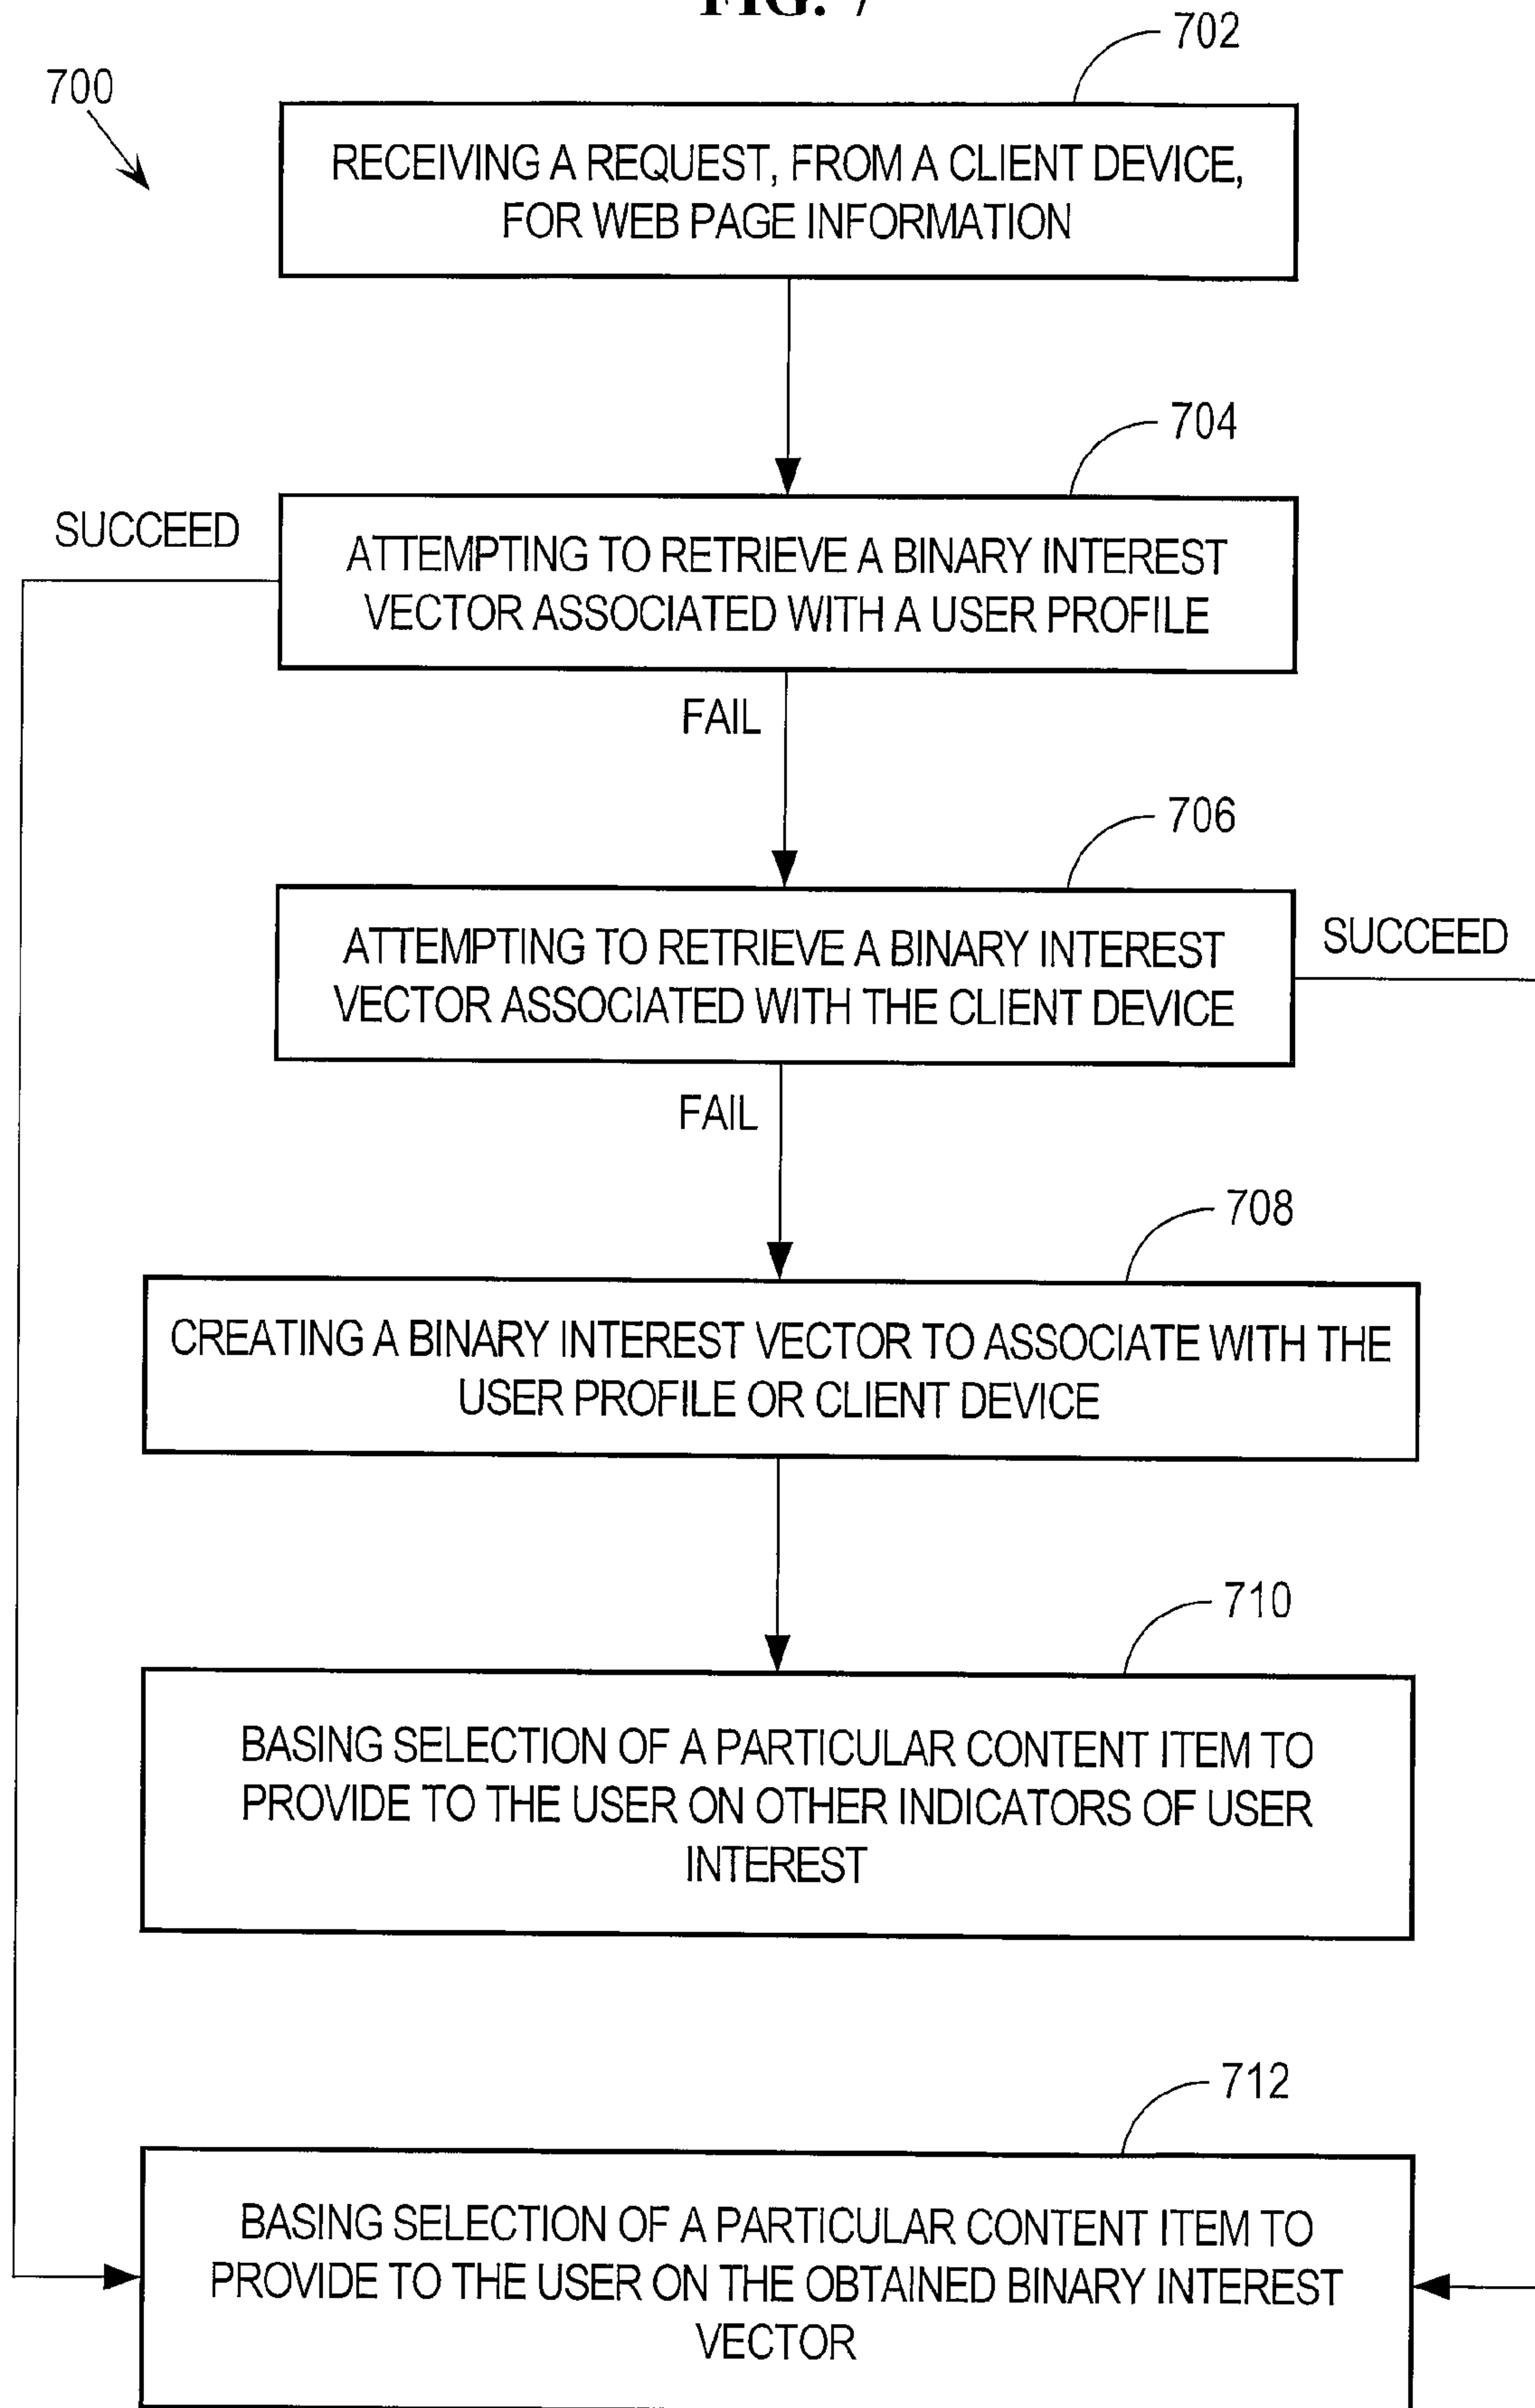 FIG. 7
702
700
RECEIVING A REQUEST, FROM A CLIENT DEVICE,
FOR WEB PAGE INFORMATION
704
SUCCEED
ATTEMPTING TO RETRIEVE A BINARY INTEREST
VECTOR ASSOCIATED WITH A USER PROFILE
FAIL
706
SUCCEED
ATTEMPTING TO RETRIEVE A BINARY INTEREST
VECTOR ASSOCIATED WITH THE CLIENT DEVICE
FAIL
708
CREATING A BINARY INTEREST VECTOR TO ASSOCIATE WITH THE
USER PROFILE OR CLIENT DEVICE
710
BASING SELECTION OF A PARTICULAR CONTENT ITEM TO
PROVIDE TO THE USER ON OTHER INDICATORS OF USER
INTEREST
712
BASING SELECTION OF A PARTICULAR CONTENT ITEM TO
PROVIDE TO THE USER ON THE OBTAINED BINARY INTEREST
VECTOR